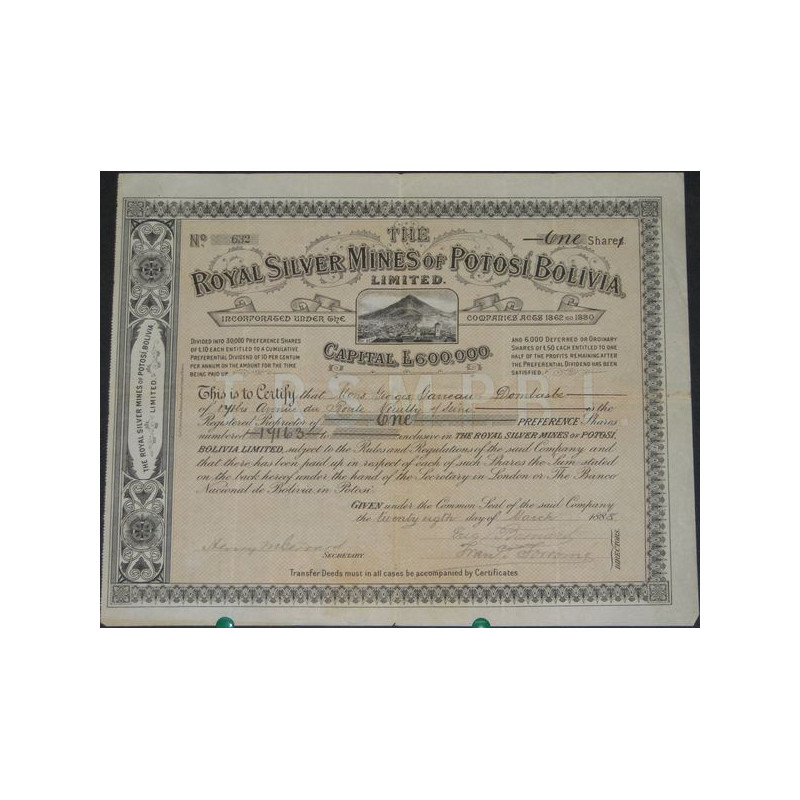 No 632
THE
One Share
ROYAL SILVER MINES OF POTOSÍ, BOLIVIA,
LIMITED.
INCORPORATED UNDER THE COMPANIES ACTS 1862 TO 1880
DIVIDED INTO 30,000 PREFERENCE SHARES
OF £10 EACH ENTITLED TO A CUMULATIVE
PREFERENTIAL DIVIDEND OF 10 PER CENTUM
PER ANNUM ON THE AMOUNT FOR THE TIME
BEING PAID UP
AND 6,000 DEFERRED OR ORDINARY
SHARES OF £50 EACH ENTITLED TO ONE
HALF OF THE PROFITS REMAINING AFTER
THE PREFERENTIAL DIVIDEND HAS BEEN
SATISFIED.
CAPITAL, £600,000.
This is to Certify that Mons Dombasle
of is the
Registered Proprietor of One PREFERENCE Shares
numbered 19163 to inclusive in THE ROYAL SILVER MINES OF POTOSI,
BOLIVIA LIMITED, subject to the Rules and Regulations of the said Company and
that there has been paid up in respect of each of such Shares the Sum stated
on the back hereof under the hand of the Secretary in London or The Banco
Nacional de Bolivia in Potosi.
GIVEN under the Common Seal of the said Company
the twenty eigth day of March 1885
SECRETARY.
DIRECTORS.
Transfer Deeds must in all cases be accompanied by Certificates
THE ROYAL SILVER MINES OF POTOSI, BOLIVIA
LIMITED.